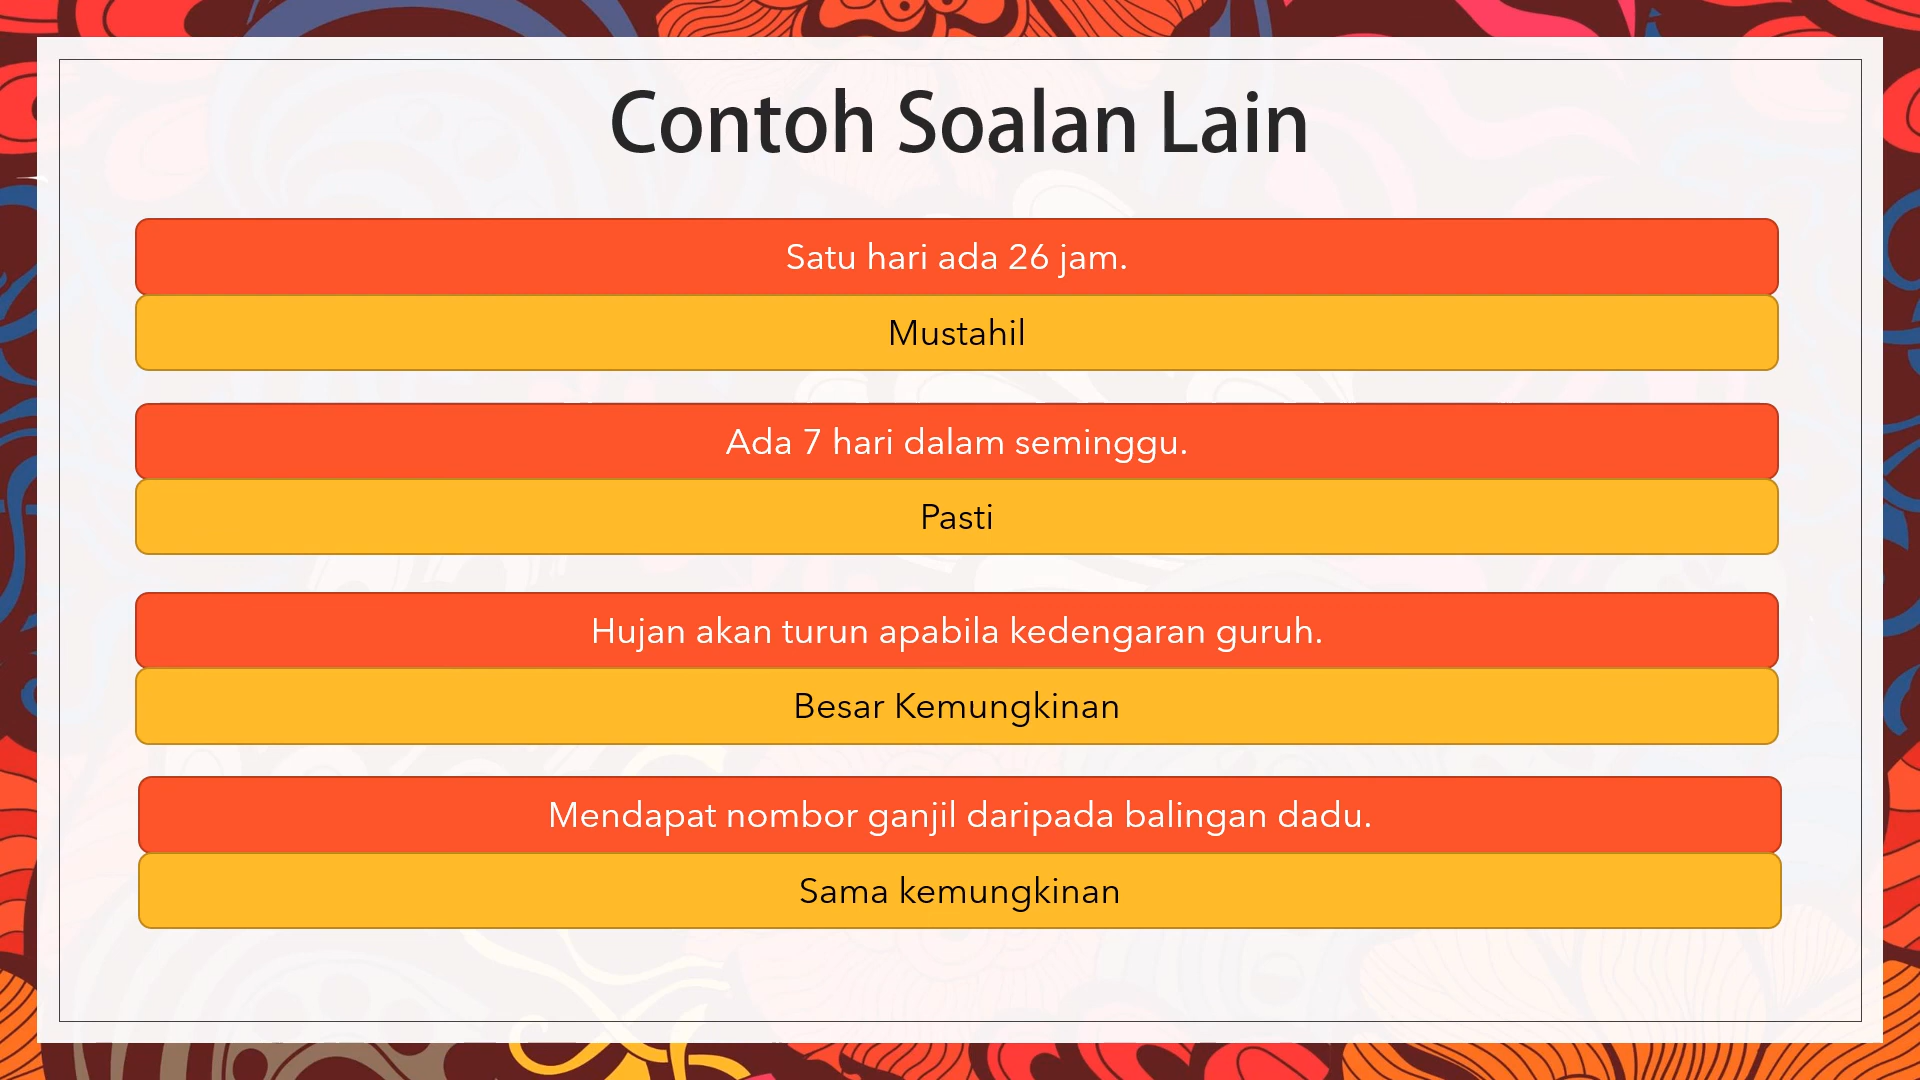 Contoh Soalan Lain
Satu hari ada 26 jam.
Mustahil
Ada 7 hari dalam seminggu.
Pasti
Hujan akan turun apabila kedengaran guruh.
Besar Kemungkinan
Mendapat nombor ganjil daripada balingan dadu.
Sama kemungkinan